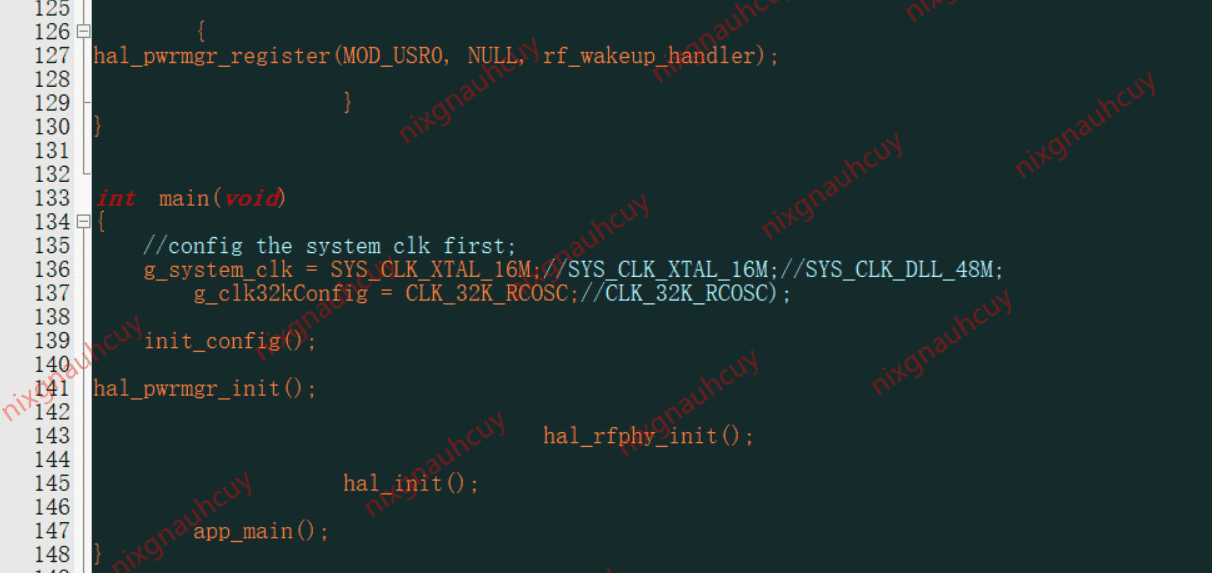 125
126 {
127 hal_pwrmgr_register(MOD_USR0, NULL, rf_wakeup_handler);
128
129 }
130 }
131
132
133 int main(void)
134 {
135 //config the system clk first;
136 g_system_clk = SYS_CLK_XTAL_16M;//SYS_CLK_XTAL_16M;//SYS_CLK_DLL_48M;
137 g_clk32kConfig = CLK_32K_RCOSC;//CLK_32K_RCOSC);
138
139 init_config();
140
141 hal_pwrmgr_init();
142
143 hal_rfphy_init();
144
145 hal_init();
146
147 app_main();
148 }
nixgnauhcuy
nixgnauhcuy
nixgnauhcuy
nixgnauhcuy
nixgnauhcuy
nixgnauhcuy
nixgnauhcuy
nixgnauhcuy
nixgnauhcuy
nixgnauhcuy
nixgnauhcuy
nixgnauhcuy